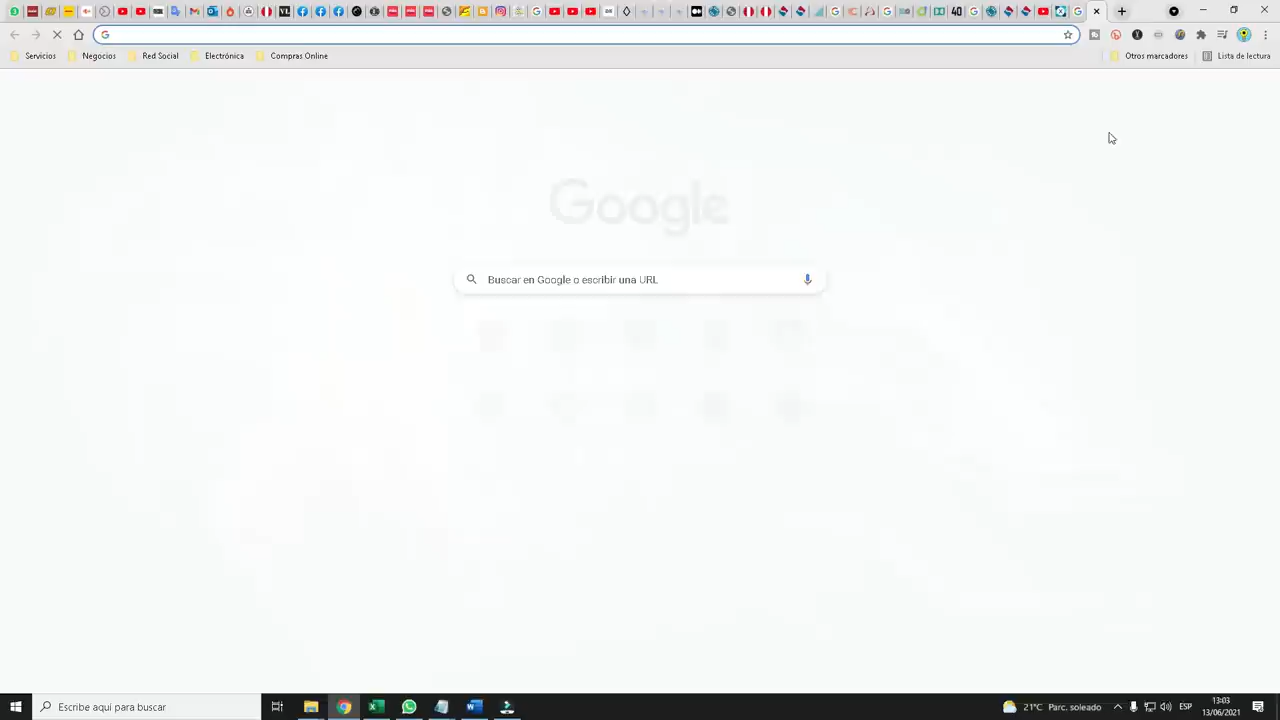 Servicios Negocios Red Social Electrónica Compras Online Otros marcadores Lista de lectura
Google
Buscar en Google o escribir una URL
Escribe aquí para buscar
21°C Parc. soleado
ESP
13:03
13/06/2021